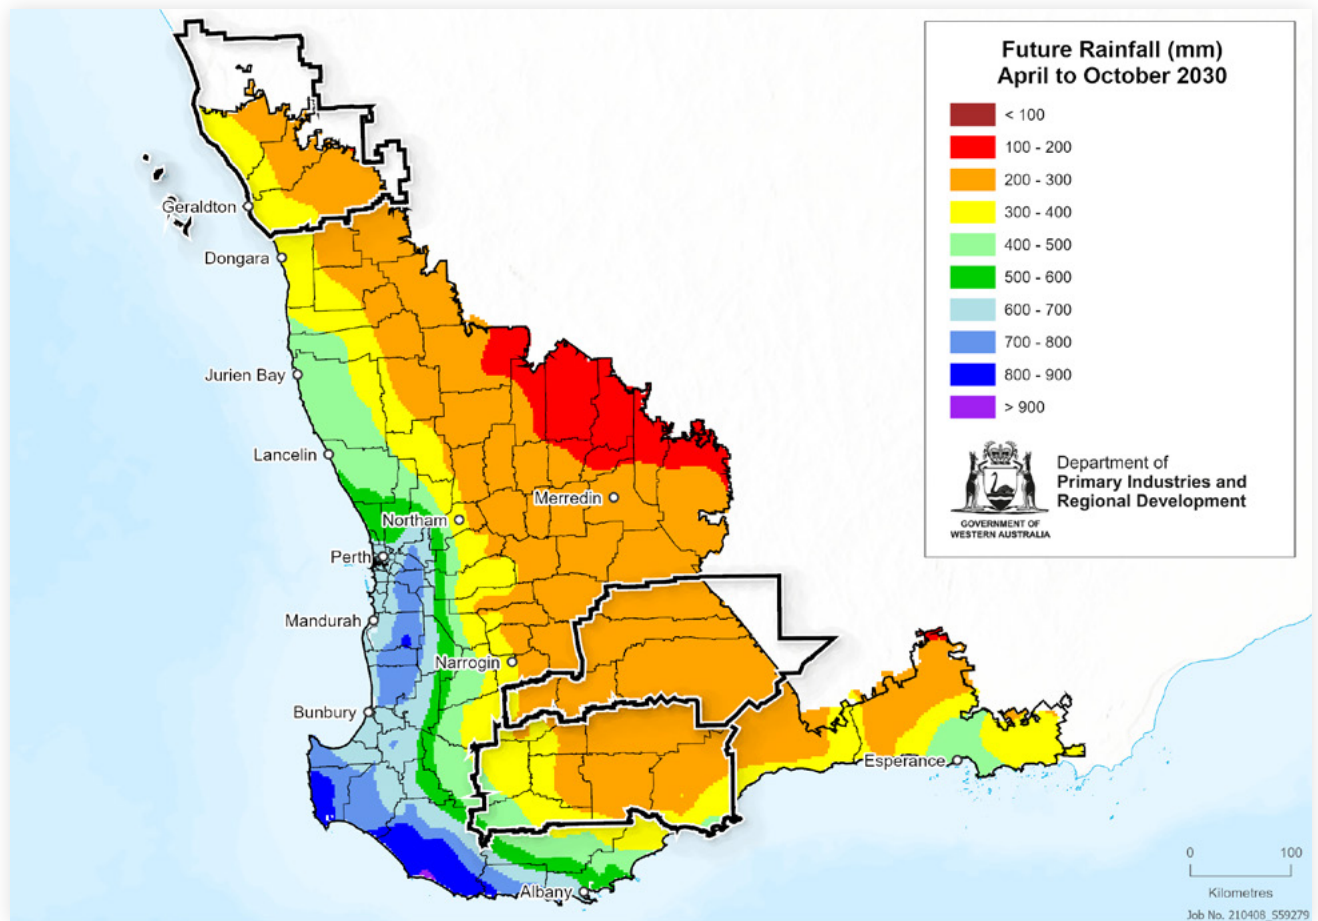 Future Rainfall (mm)
April to October 2030
< 100
100 - 200
200 - 300
300 - 400
400 - 500
500 - 600
600 - 700
700 - 800
800 - 900
> 900
Department of
Primary Industries and
Regional Development
GOVERNMENT OF
WESTERN AUSTRALIA
Geraldton
Dongara
Jurien Bay
Lancelin
Merredin
Northam
Perth
Mandurah
Narrogin
Bunbury
Esperance
Albany
0 100
Kilometres
Job No. 210408_S59279